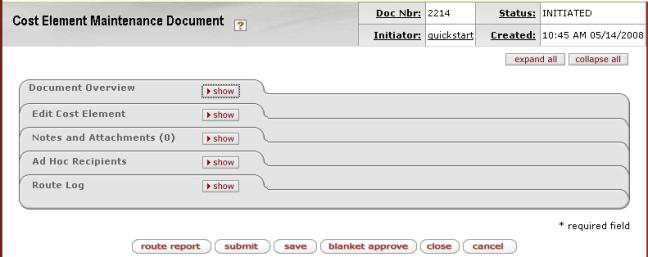 Cost Element Maintenance Document ? Doc Nbr: 2214 Status: INITIATED
Initiator: quickstart Created: 10:45 AM 05/14/2008
expand all collapse all
Document Overview show
Edit Cost Element show
Notes and Attachments (0) show
Ad Hoc Recipients show
Route Log show
* required field
route report submit save blanket approve close cancel